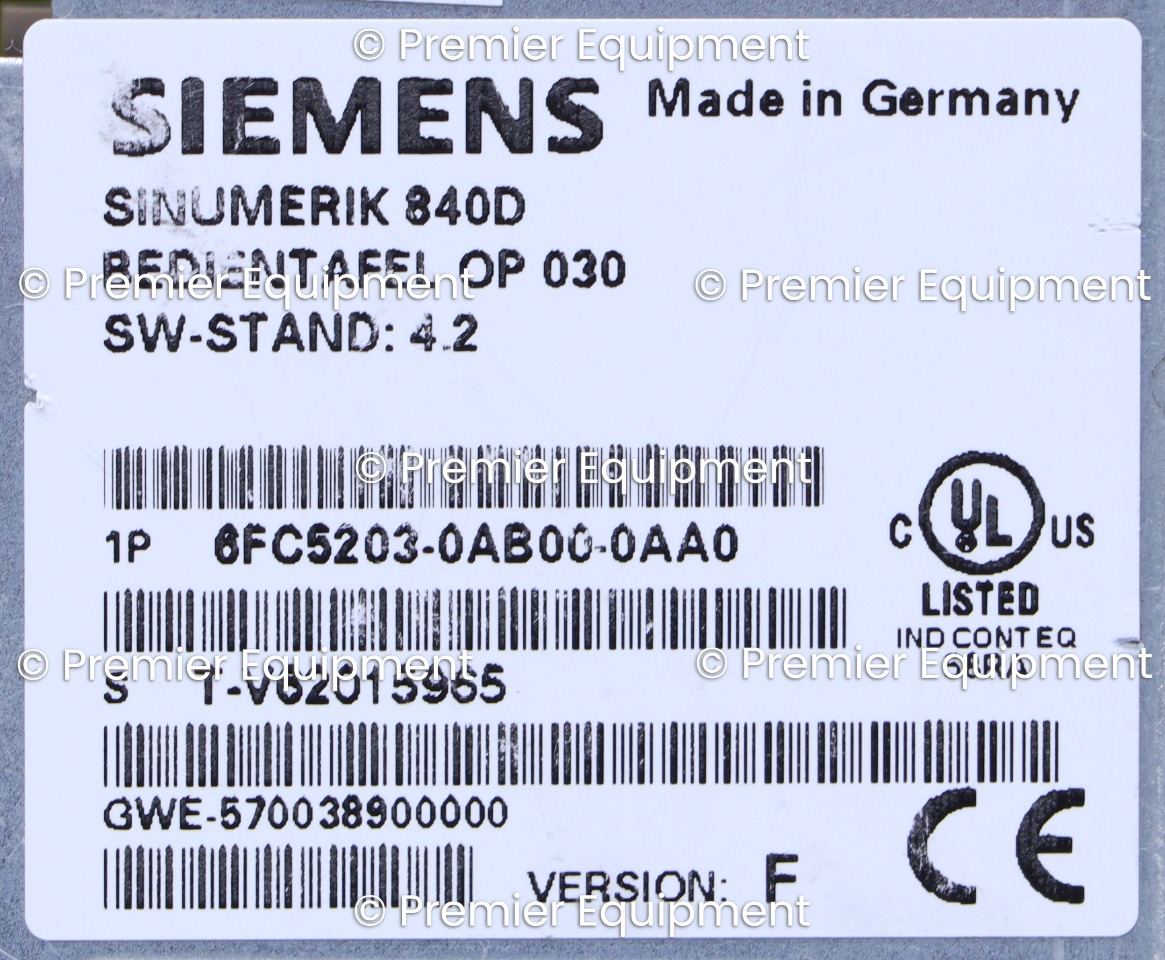 © Premier Equipment
SIEMENS Made in Germany
SINUMERIK 840D
BEDIENTAFEL OP 030
© Premier Equipment © Premier Equipment
SW-STAND: 4.2
© Premier Equipment
1P 6FC5203-0AB00-0AA0
C UL US
LISTED
IND CONT EQ
© Premier Equipment © Premier Equipment
S T-V62015965
GWE-570038900000
CE
VERSION: F
© Premier Equipment